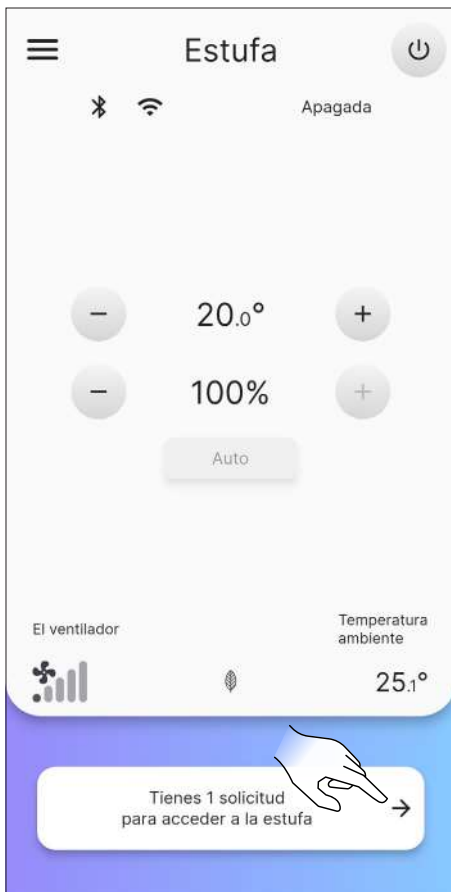 Estufa
Apagada
− 20.0° +
− 100% +
Auto
El ventilador
Temperatura
ambiente
25.1°
Tienes 1 solicitud
para acceder a la estufa